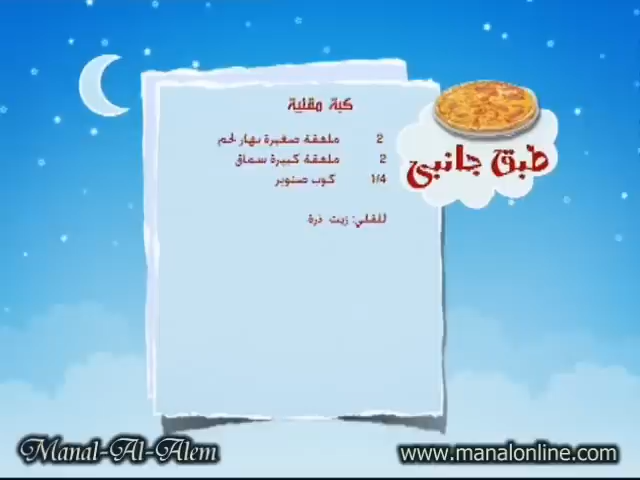 كبة مقلية
2 ملعقة صغيرة بهار لحم
2 ملعقة كبيرة سماق
1/4 كوب صنوبر
للقلي: زيت ذرة
طبق جانبي
Manal-Al-Alem
www.manalonline.com